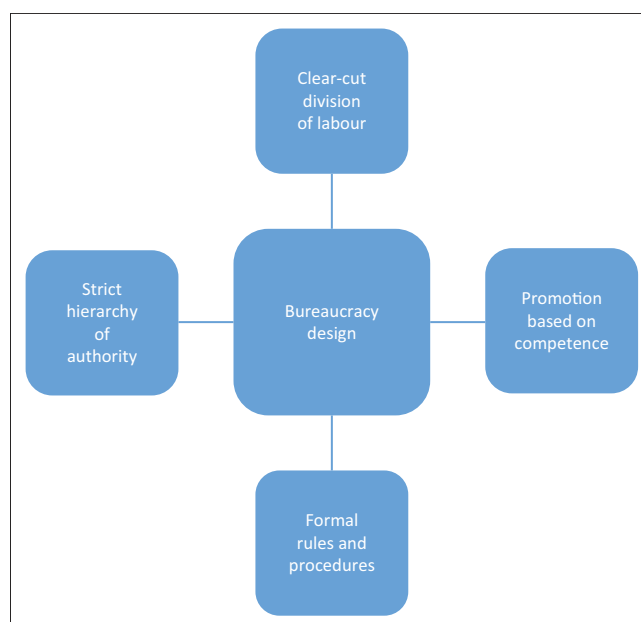 Clear-cut
division
of labour
Strict
hierarchy
of
authority
Bureaucracy
design
Promotion
based on
competence
Formal
rules and
procedures